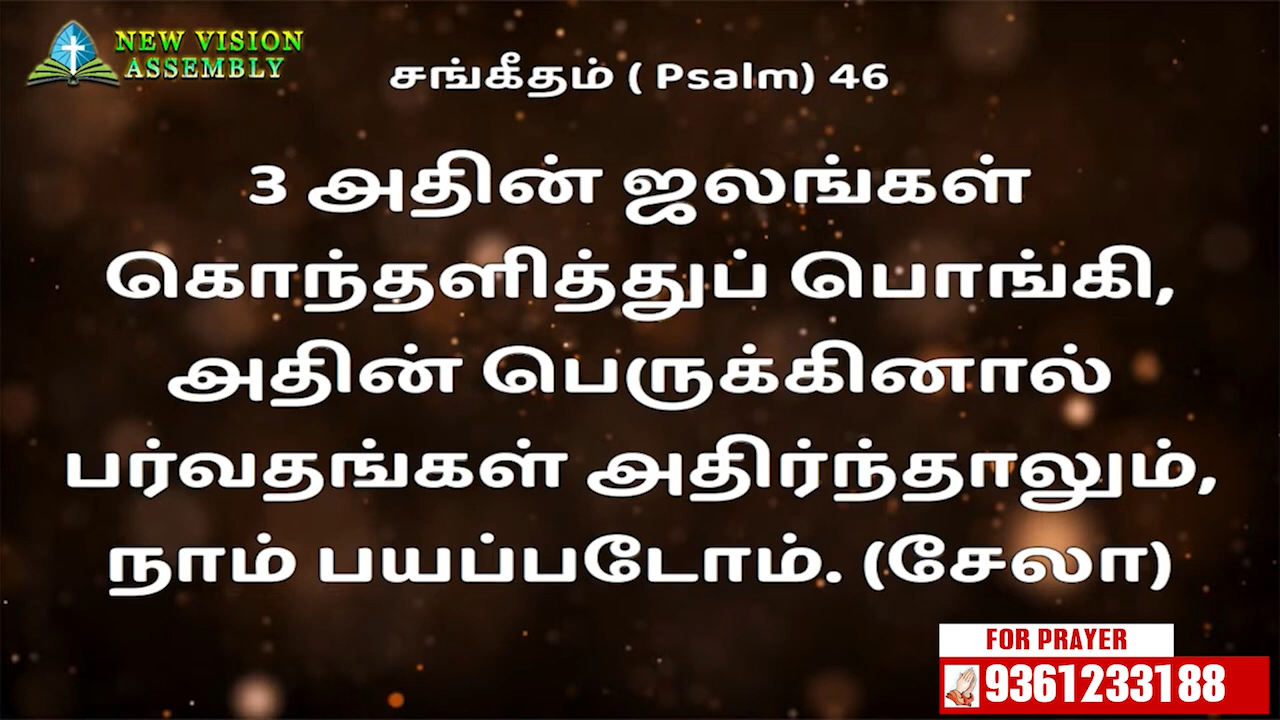 NEW VISION
ASSEMBLY
சங்கீதம் ( Psalm) 46
3 அதின் ஜலங்கள்
கொந்தளித்துப் பொங்கி,
அதின் பெருக்கினால்
பர்வதங்கள் அதிர்ந்தாலும்,
நாம் பயப்படோம். (சேலா)
FOR PRAYER
9361233188